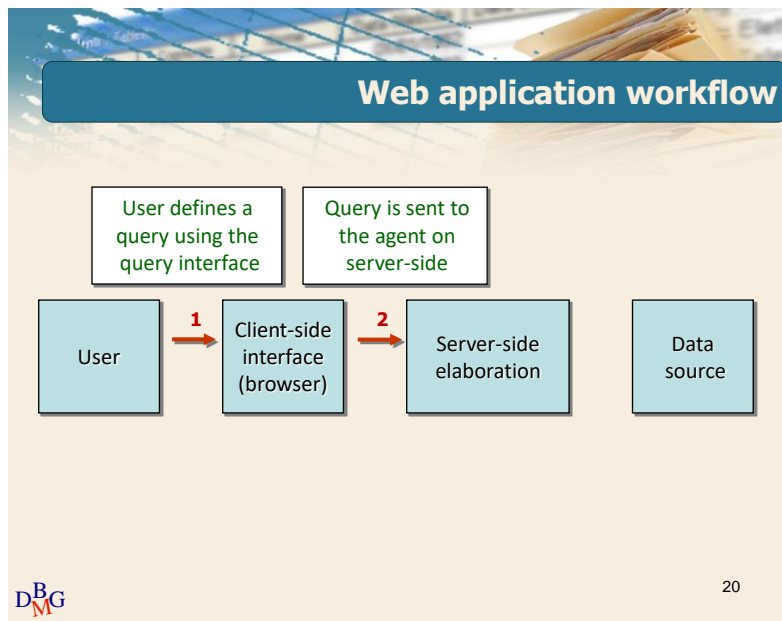 Web application workflow
User defines a
query using the
query interface
Query is sent to
the agent on
server-side
1
2
User
Client-side
interface
(browser)
Server-side
elaboration
Data
source
DBMG
20